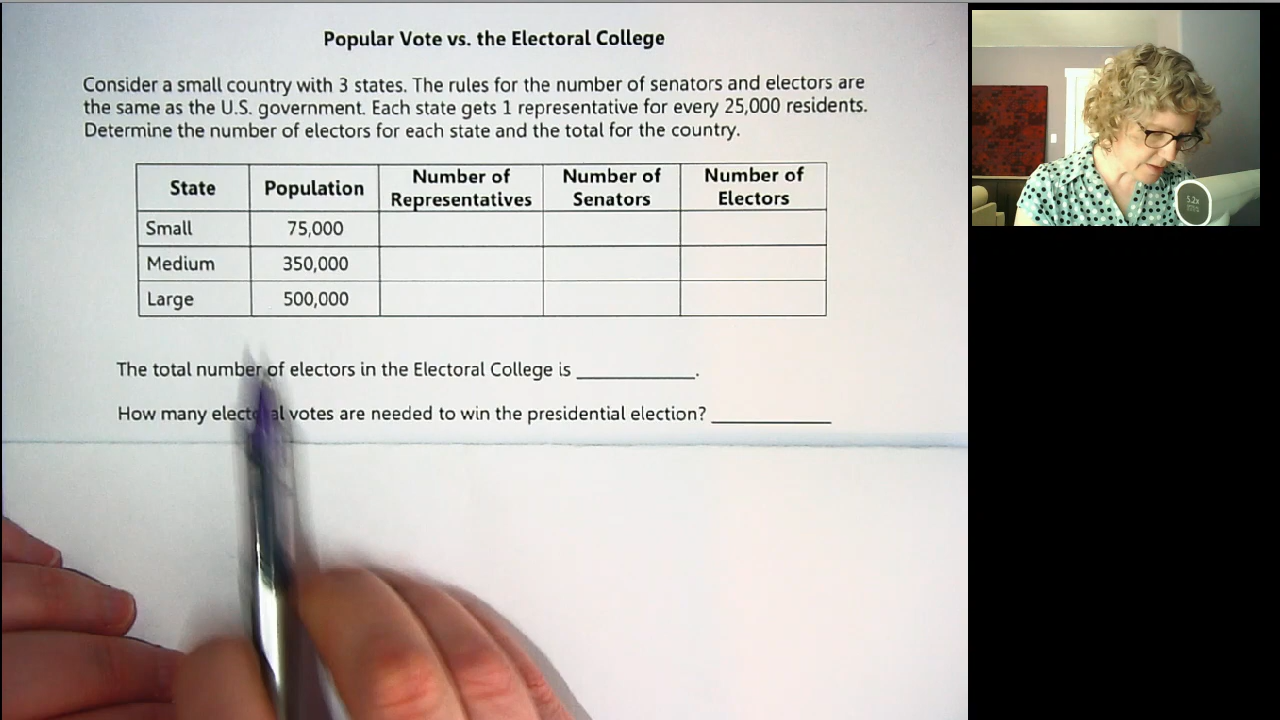 Popular Vote vs. the Electoral College
Consider a small country with 3 states. The rules for the number of senators and electors are
the same as the U.S. government. Each state gets 1 representative for every 25,000 residents.
Determine the number of electors for each state and the total for the country.
State Population Number of Representatives Number of Senators Number of Electors
Small 75,000
Medium 350,000
Large 500,000
The total number of electors in the Electoral College is __________.
How many electoral votes are needed to win the presidential election? __________
5.2x